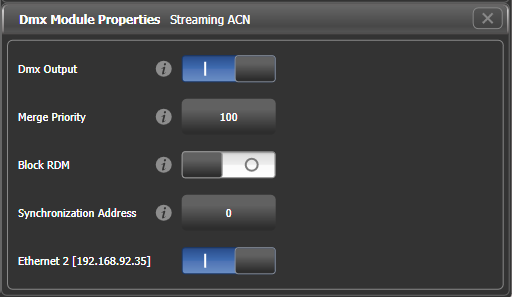 Dmx Module Properties Streaming ACN
Dmx Output
Merge Priority 100
Block RDM
Synchronization Address 0
Ethernet 2 [192.168.92.35]